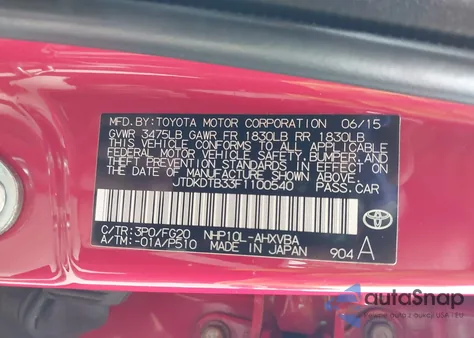 MFD.BY:TOYOTA MOTOR CORPORATION 06/15
GVWR 3475LB GAWR FR 1830LB RR 1830LB
THIS VEHICLE CONFORMS TO ALL APPLICABLE
FEDERAL MOTOR VEHICLE SAFETY, BUMPER, AND
THEFT PREVENTION STANDARDS IN EFFECT ON
THE DATE OF MANUFACTURE SHOWN ABOVE.
JTDKDTB33F1100540 PASS.CAR
C/TR:3P0/FG20 NHP10L-AHXVBA
A/TM:-01A/P510 MADE IN JAPAN 904 A
TOYOTA
autoSnap